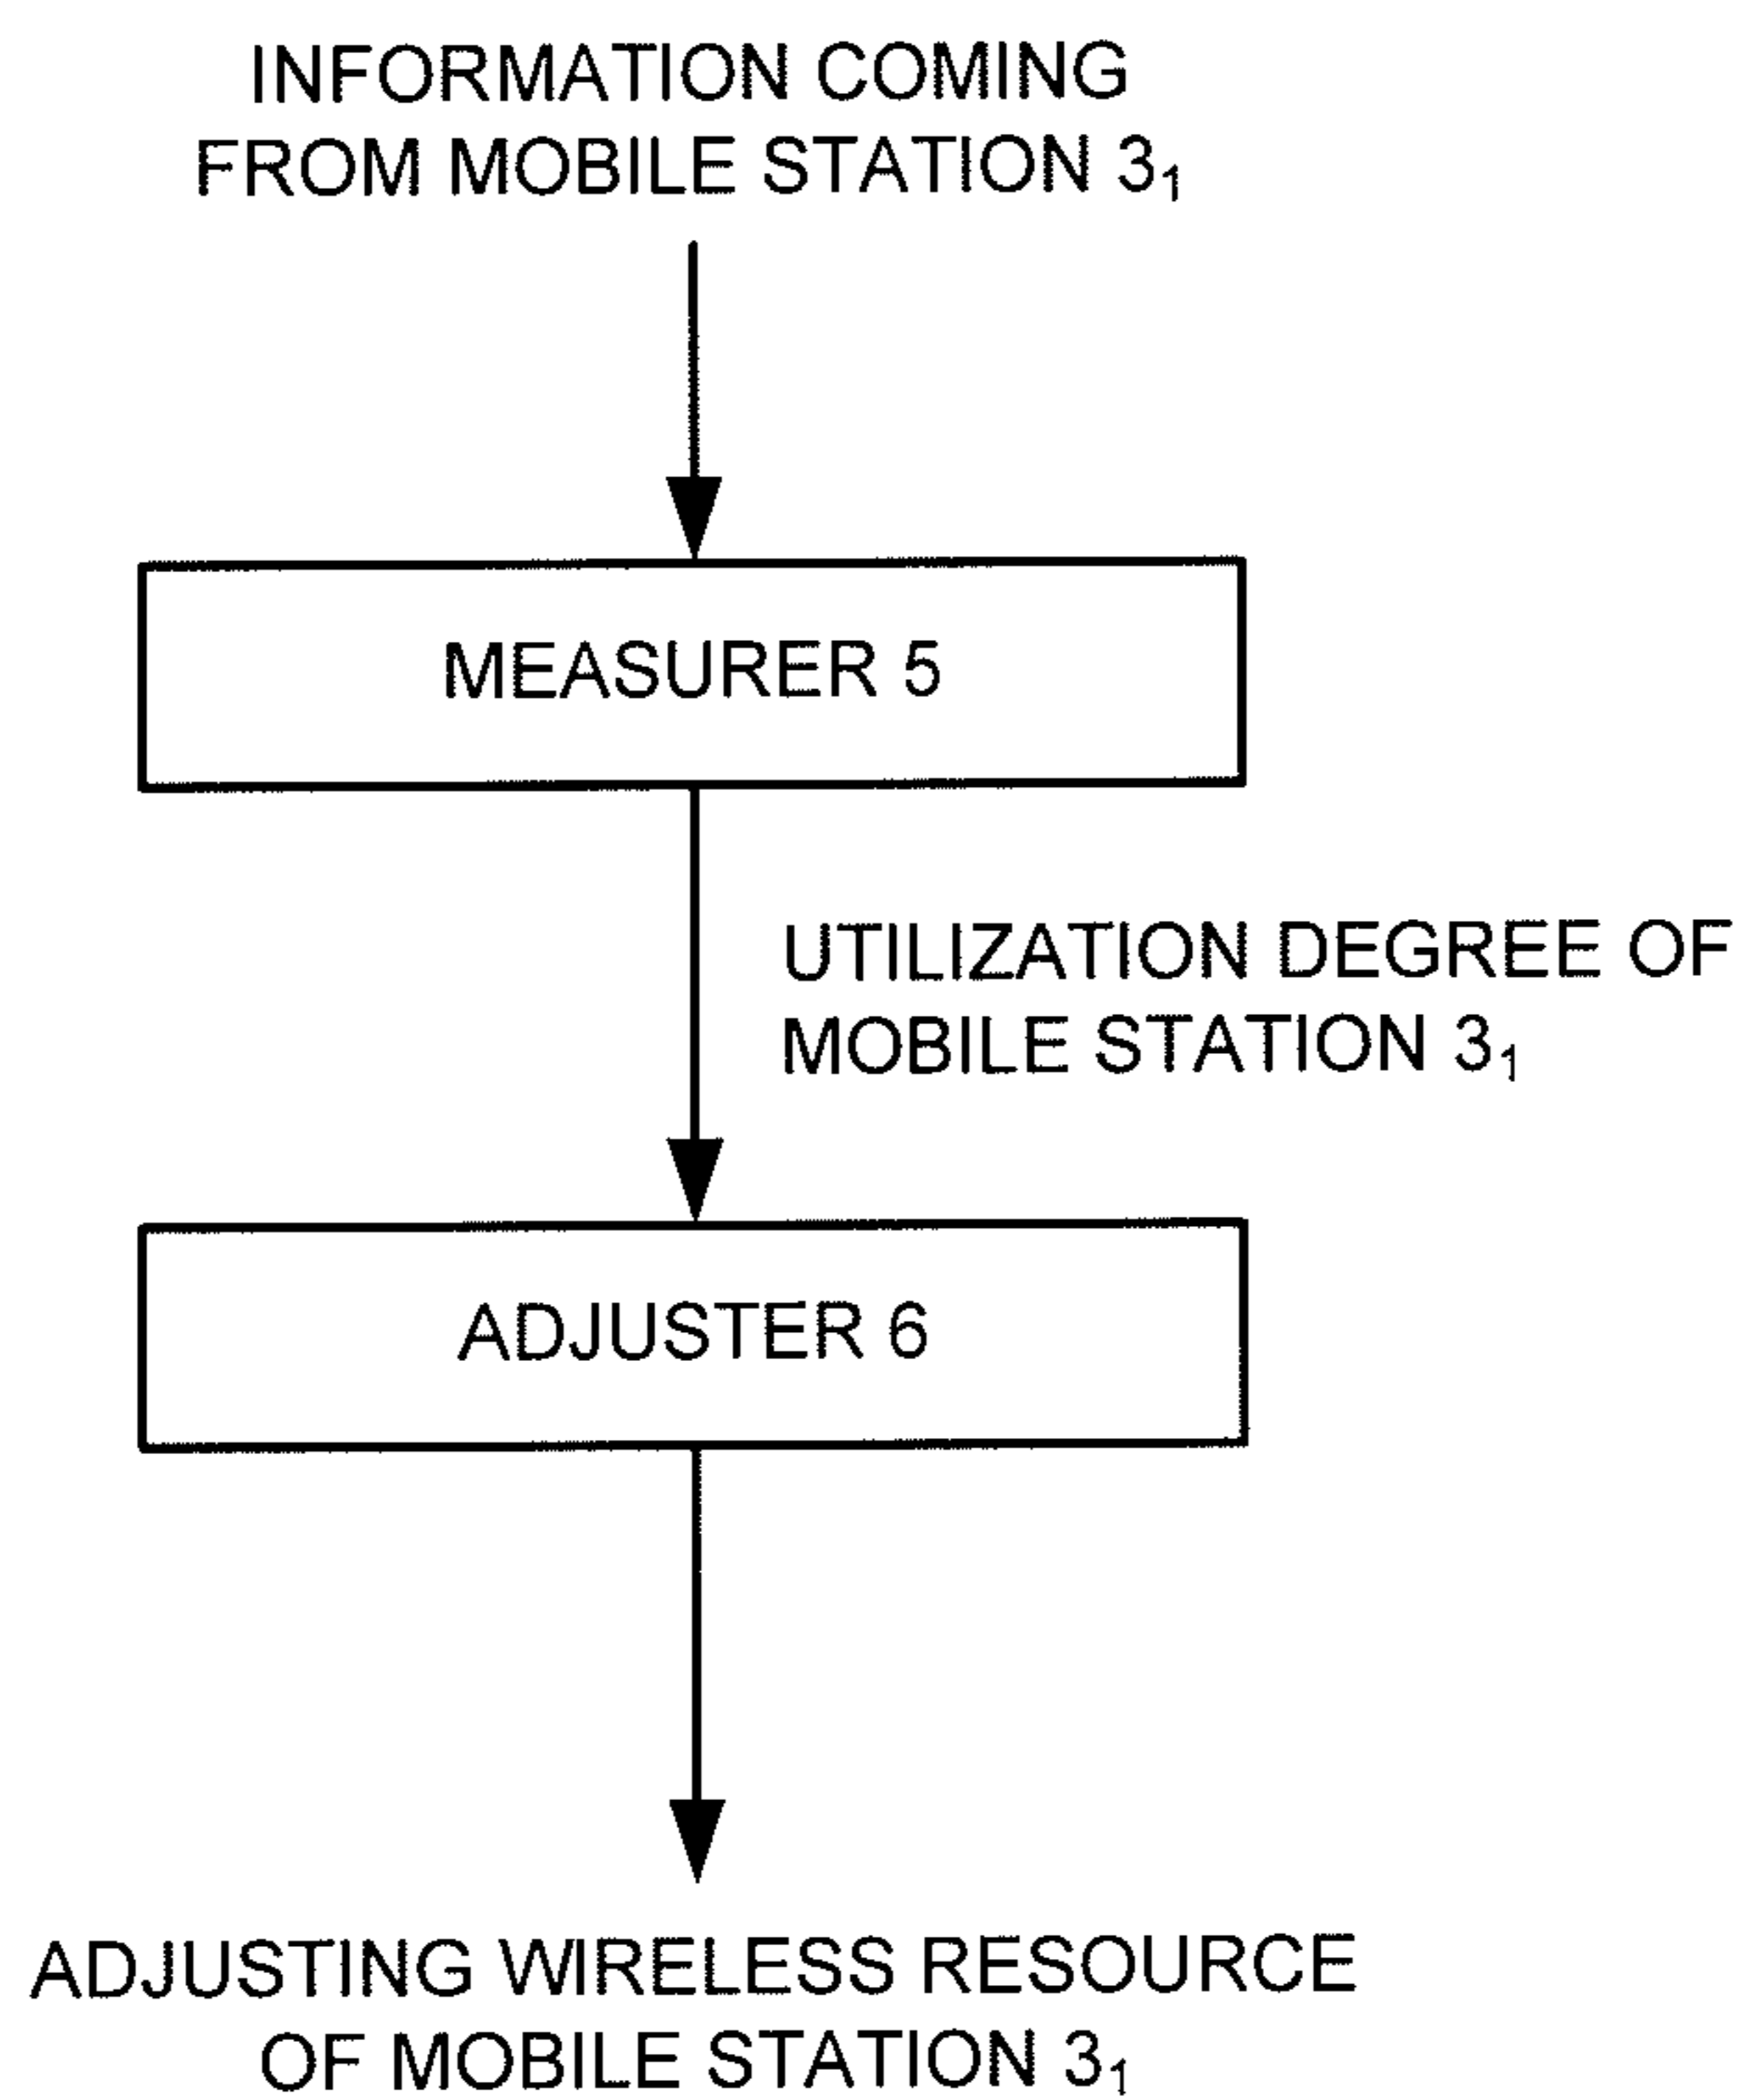 INFORMATION COMING
FROM MOBILE STATION 3₁
MEASURER 5
UTILIZATION DEGREE OF
MOBILE STATION 3₁
ADJUSTER 6
ADJUSTING WIRELESS RESOURCE
OF MOBILE STATION 3₁